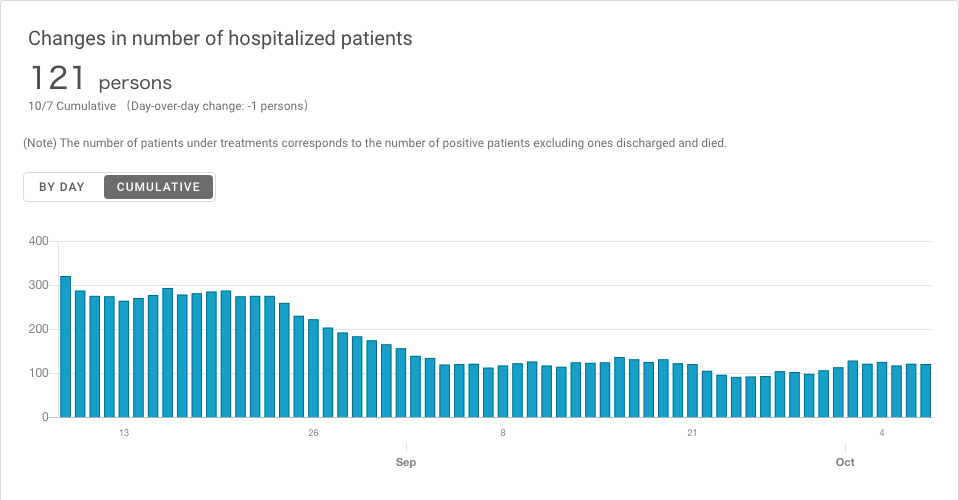 Changes in number of hospitalized patients
121 persons
10/7 Cumulative （Day-over-day change: -1 persons）
(Note) The number of patients under treatments corresponds to the number of positive patients excluding ones discharged and died.
BY DAY CUMULATIVE
400
300
200
100
0
13 26 8 21 4
Sep Oct